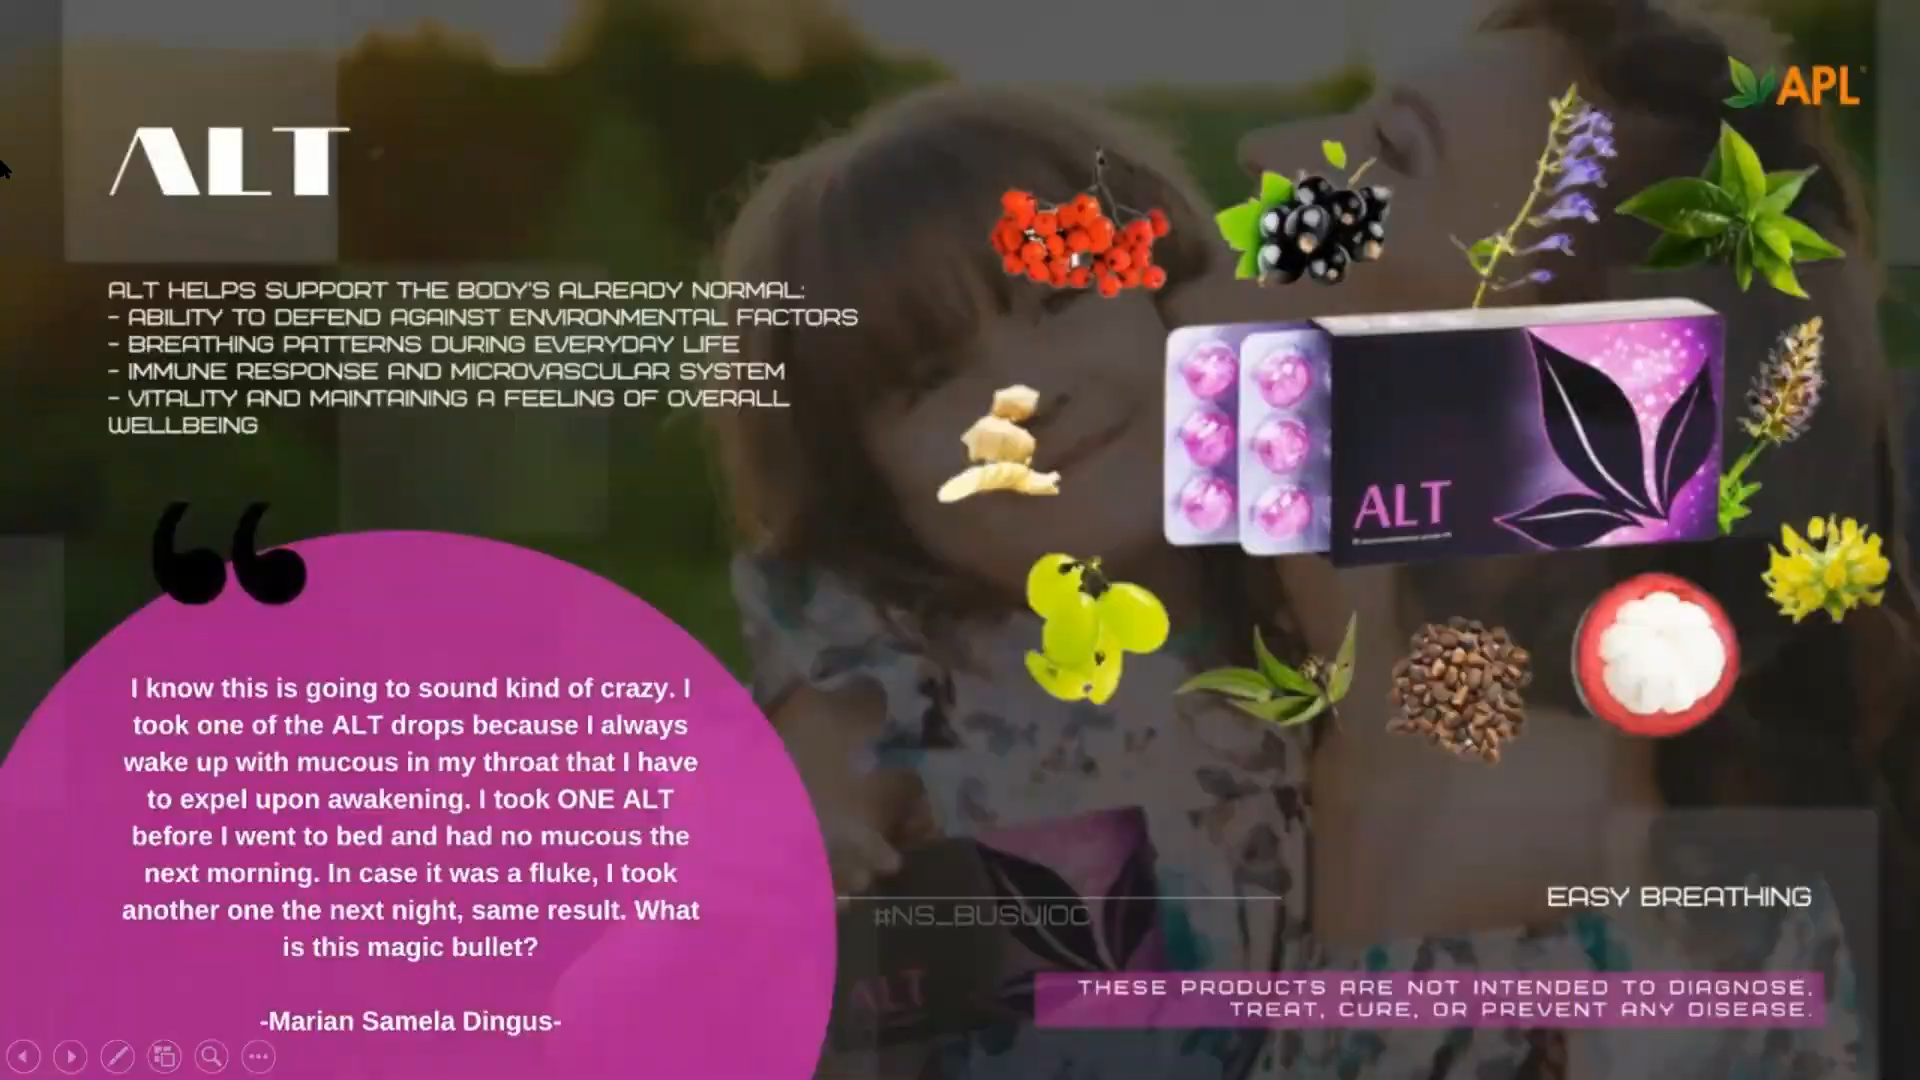 APL
ALT
ALT HELPS SUPPORT THE BODY'S ALREADY NORMAL:
- ABILITY TO DEFEND AGAINST ENVIRONMENTAL FACTORS
- BREATHING PATTERNS DURING EVERYDAY LIFE
- IMMUNE RESPONSE AND MICROVASCULAR SYSTEM
- VITALITY AND MAINTAINING A FEELING OF OVERALL
WELLBEING
ALT
“
I know this is going to sound kind of crazy. I
took one of the ALT drops because I always
wake up with mucous in my throat that I have
to expel upon awakening. I took ONE ALT
before I went to bed and had no mucous the
next morning. In case it was a fluke, I took
another one the next night, same result. What
is this magic bullet?
-Marian Samela Dingus-
#NS_BUSUIOC
ALT
EASY BREATHING
THESE PRODUCTS ARE NOT INTENDED TO DIAGNOSE,
TREAT, CURE, OR PREVENT ANY DISEASE.